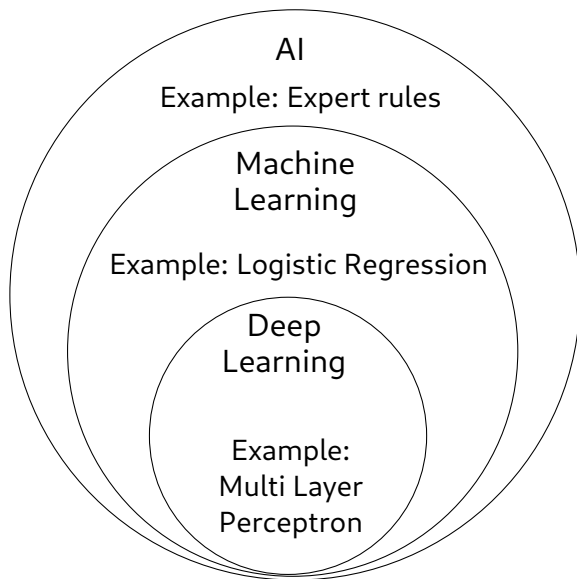 AI
Example: Expert rules
Machine
Learning
Example: Logistic Regression
Deep
Learning
Example:
Multi Layer
Perceptron